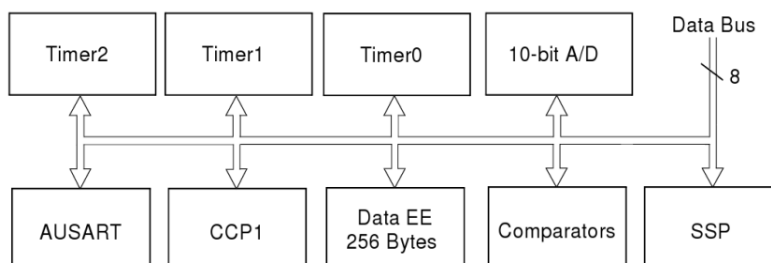 Timer2
Timer1
Timer0
10-bit A/D
Data Bus
8
AUSART
CCP1
Data EE
256 Bytes
Comparators
SSP